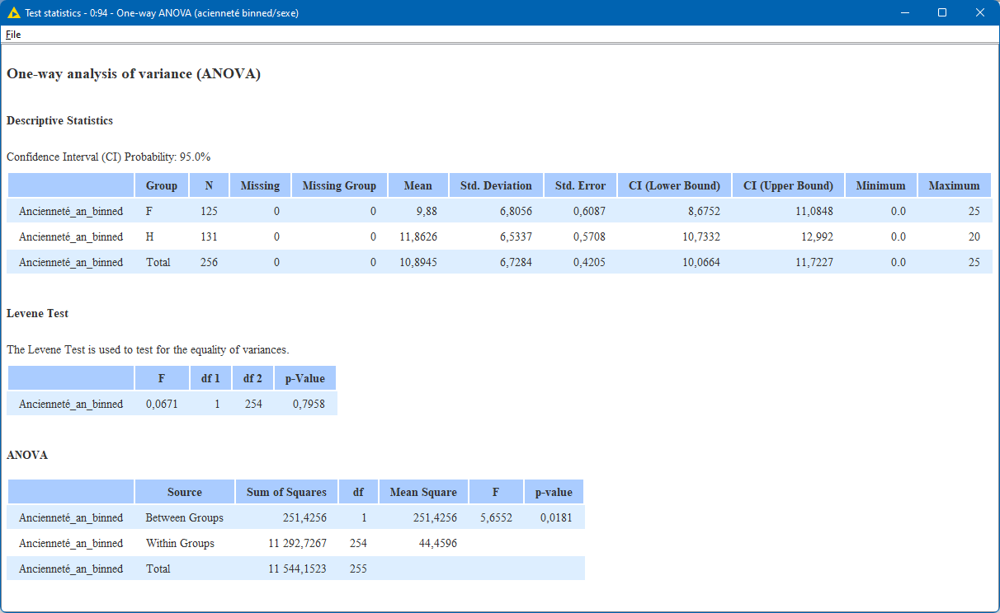 Test statistics - 0:94 - One-way ANOVA (acienneté binned/sexe)
File
One-way analysis of variance (ANOVA)
Descriptive Statistics
Confidence Interval (CI) Probability: 95.0%
Group N Missing Missing Group Mean Std. Deviation Std. Error CI (Lower Bound) CI (Upper Bound) Minimum Maximum
Ancienneté_an_binned F 125 0 0 9,88 6,8056 0,6087 8,6752 11,0848 0.0 25
Ancienneté_an_binned H 131 0 0 11,8626 6,5337 0,5708 10,7332 12,992 0.0 20
Ancienneté_an_binned Total 256 0 0 10,8945 6,7284 0,4205 10,0664 11,7227 0.0 25
Levene Test
The Levene Test is used to test for the equality of variances.
F df 1 df 2 p-Value
Ancienneté_an_binned 0,0671 1 254 0,7958
ANOVA
Source Sum of Squares df Mean Square F p-value
Ancienneté_an_binned Between Groups 251,4256 1 251,4256 5,6552 0,0181
Ancienneté_an_binned Within Groups 11 292,7267 254 44,4596
Ancienneté_an_binned Total 11 544,1523 255